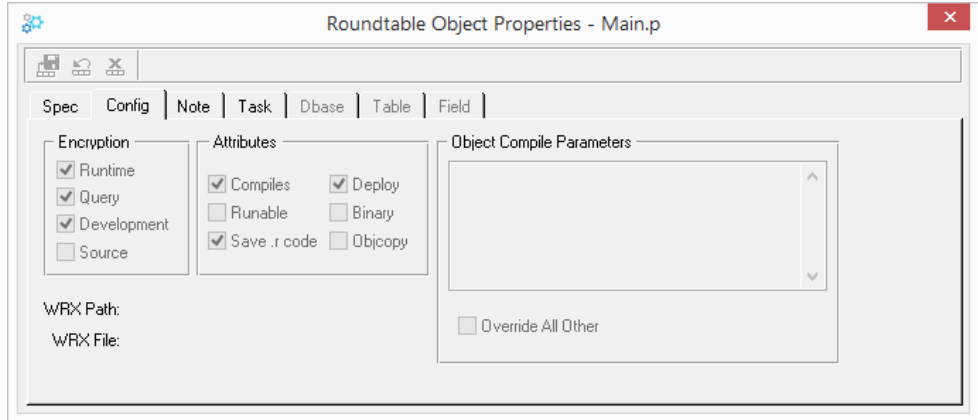 Roundtable Object Properties - Main.p
Spec Config Note Task Dbase Table Field
Encryption Attributes Object Compile Parameters
Runtime
Compiles Deploy
Query
Runable Binary
Development
Save .r code Objcopy
Source
WRX Path:
Override All Other
WRX File: